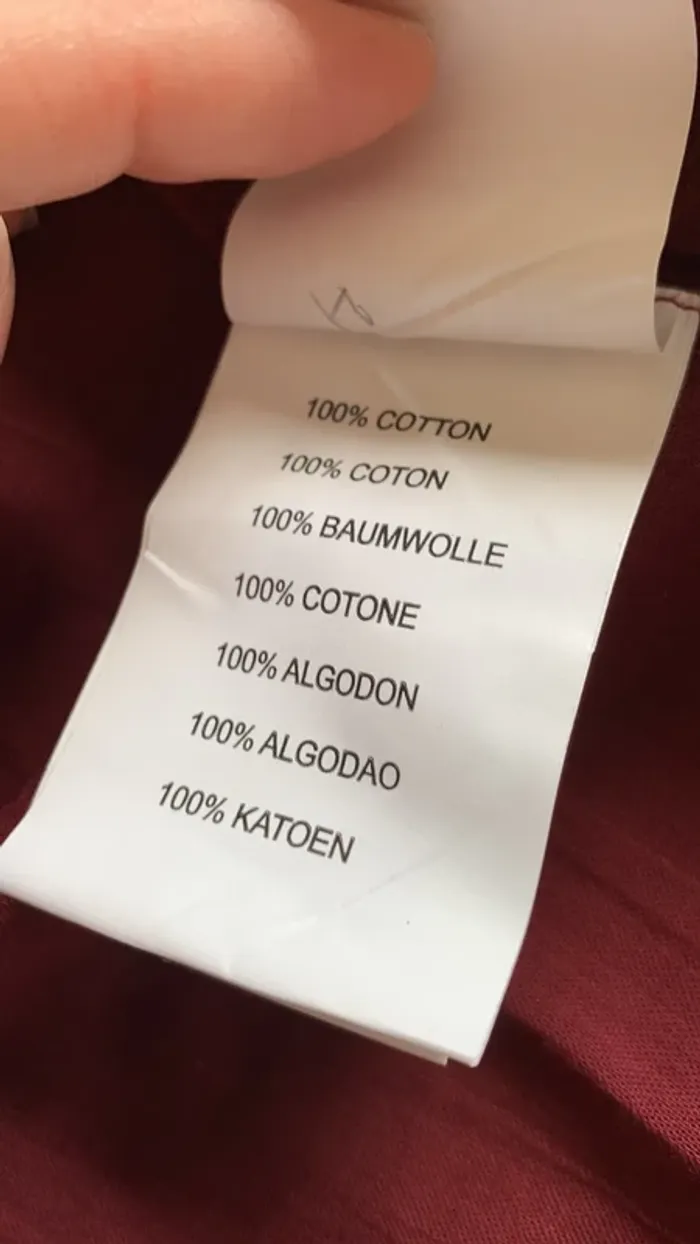 100% COTTON
100% COTON
100% BAUMWOLLE
100% COTONE
100% ALGODON
100% ALGODAO
100% KATOEN